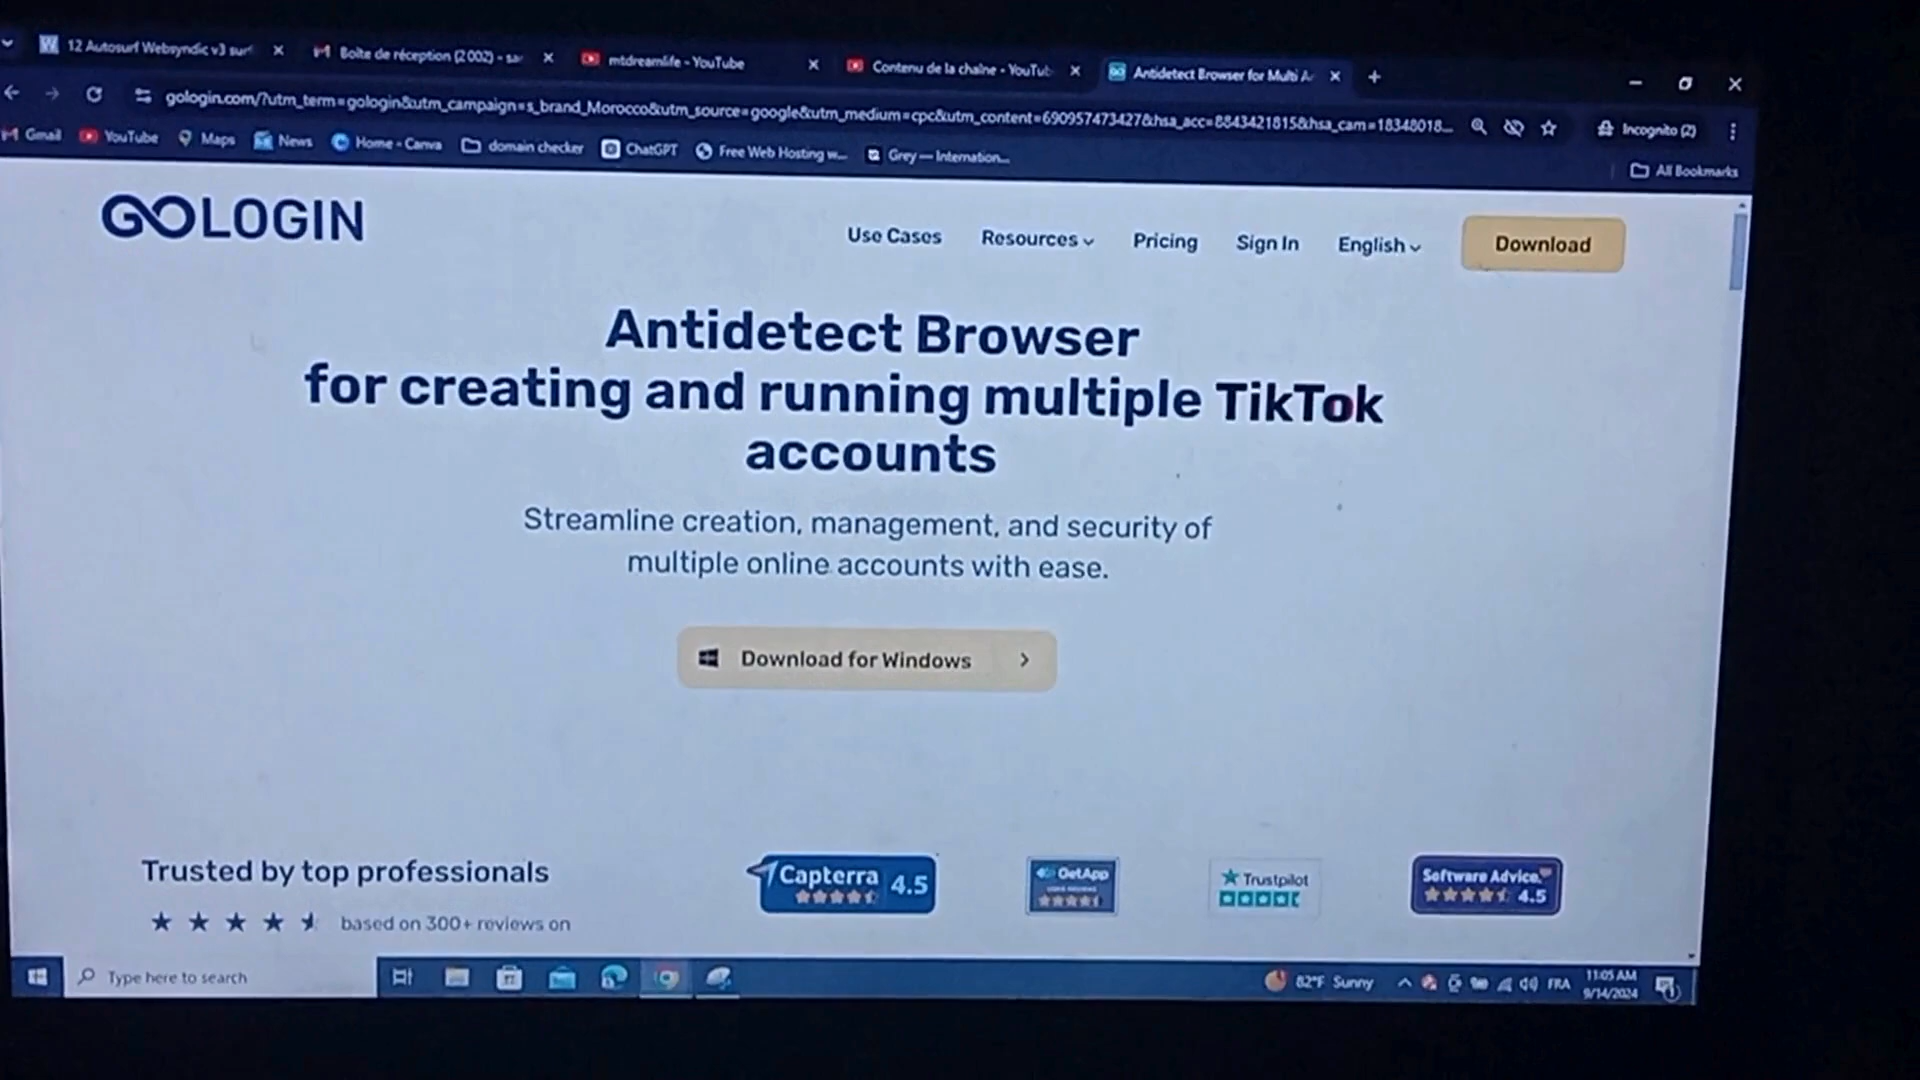 12 Autosurf Websyndic v3 surf
Boîte de réception (2 002) - sa
mtdreamlife - YouTube
Contenu de la chaîne - YouTub
Antidetect Browser for Multi A
gologin.com/?utm_term=gologin&utm_campaign=s_brand_Morocco&utm_source=google&utm_medium=cpc&utm_content=690957473427&hsa_acc=8843421815&hsa_cam=18348018...
Incognito (2)
Gmail
YouTube
Maps
News
Home - Canva
domain checker
ChatGPT
Free Web Hosting w...
Grey — Internation...
All Bookmarks
GOLOGIN
Use Cases
Resources
Pricing
Sign In
English
Download
Antidetect Browser
for creating and running multiple TikTok
accounts
Streamline creation, management, and security of
multiple online accounts with ease.
Download for Windows
Trusted by top professionals
based on 300+ reviews on
Capterra 4.5
GetApp
Trustpilot
Software Advice.
4.5
Type here to search
82°F Sunny
FRA
11:05 AM
9/14/2024